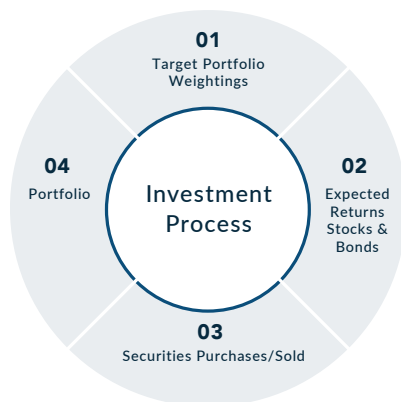 01
Target Portfolio
Weightings
02
Expected
Returns
Stocks &
Bonds
03
Securities Purchases/Sold
04
Portfolio
Investment
Process